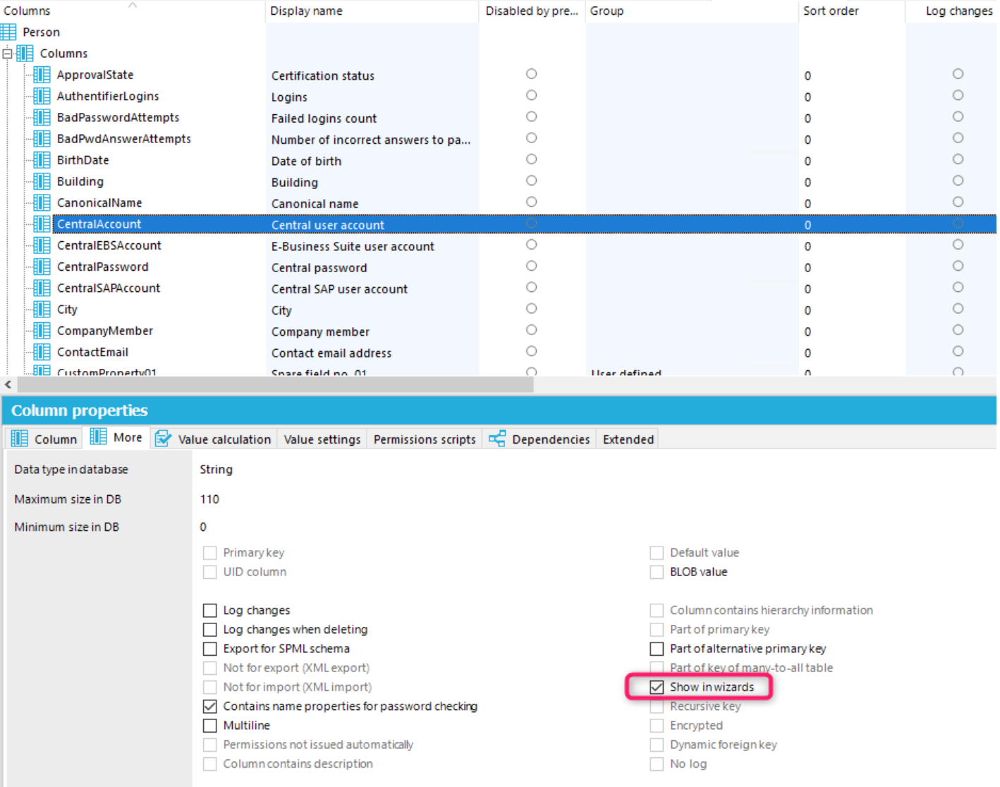 Columns Display name Disabled by pre... Group Sort order Log changes
Person
Columns
ApprovalState Certification status 0
AuthentifierLogins Logins 0
BadPasswordAttempts Failed logins count 0
BadPwdAnswerAttempts Number of incorrect answers to pa... 0
BirthDate Date of birth 0
Building Building 0
CanonicalName Canonical name 0
CentralAccount Central user account 0
CentralEBSAccount E-Business Suite user account 0
CentralPassword Central password 0
CentralSAPAccount Central SAP user account 0
City City 0
CompanyMember Company member 0
ContactEmail Contact email address 0
CustomProperty01 Spare field no. 01 User defined 0
Column properties
Column More Value calculation Value settings Permissions scripts Dependencies Extended
Data type in database String
Maximum size in DB 110
Minimum size in DB 0
Primary key Default value
UID column BLOB value
Log changes Column contains hierarchy information
Log changes when deleting Part of primary key
Export for SPML schema Part of alternative primary key
Not for export (XML export) Part of key of many-to-all table
Not for import (XML import) Show in wizards
Contains name properties for password checking Recursive key
Multiline Encrypted
Permissions not issued automatically Dynamic foreign key
Column contains description No log